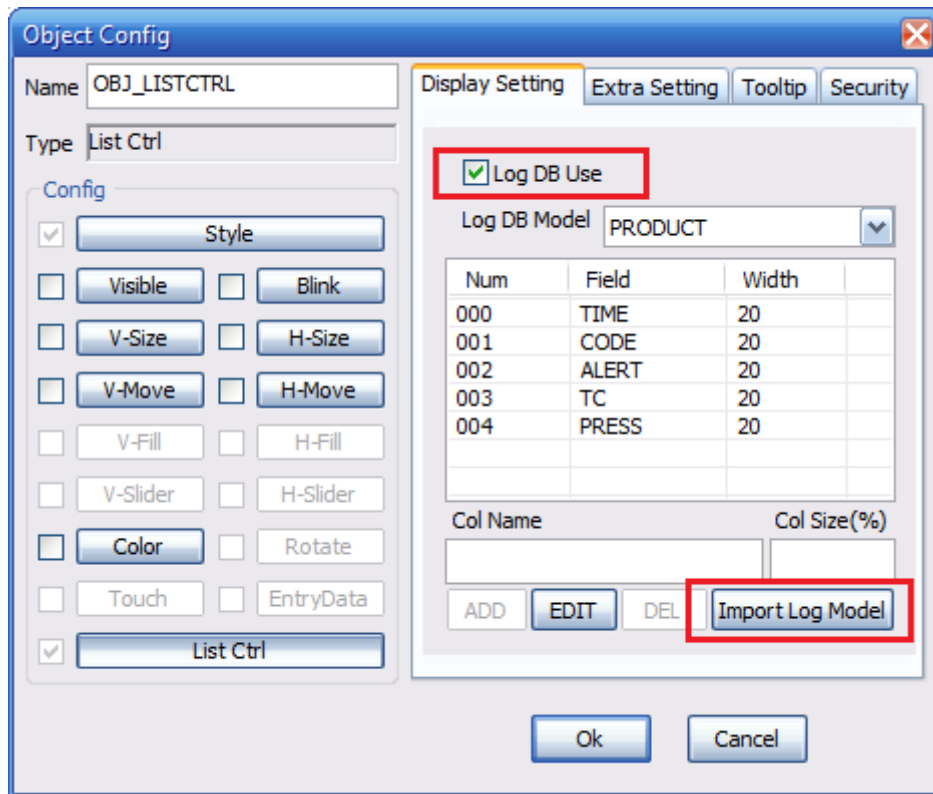 Object Config
Name OBJ_LISTCTRL
Type List Ctrl
Config
Style
Visible Blink
V-Size H-Size
V-Move H-Move
V-Fill H-Fill
V-Slider H-Slider
Color Rotate
Touch EntryData
List Ctrl
Display Setting Extra Setting Tooltip Security
Log DB Use
Log DB Model PRODUCT
Num Field Width
000 TIME 20
001 CODE 20
002 ALERT 20
003 TC 20
004 PRESS 20
Col Name Col Size(%)
ADD EDIT DEL Import Log Model
Ok Cancel